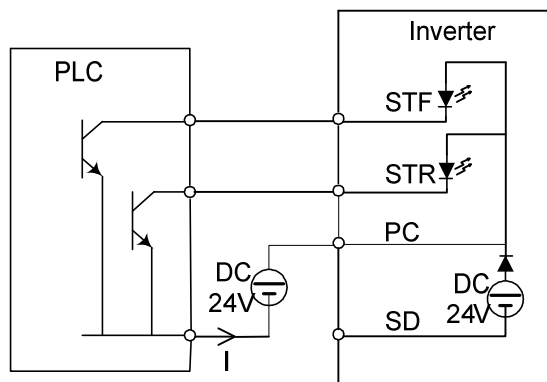 Inverter
PLC
STF
STR
PC
DC
24V
DC
24V
SD
I